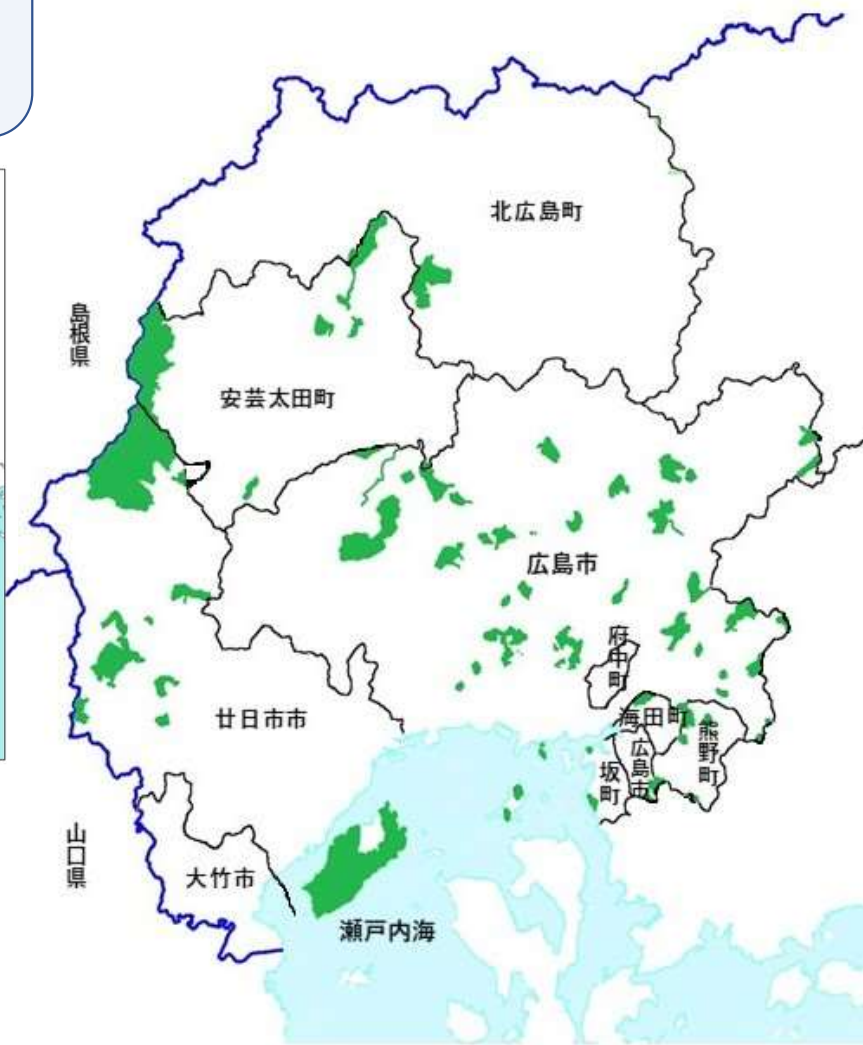 北広島町
島根県
安芸太田町
広島市
府中町
海田町
廿日市市
熊野町
広島市
坂町
山口県
大竹市
瀬戸内海